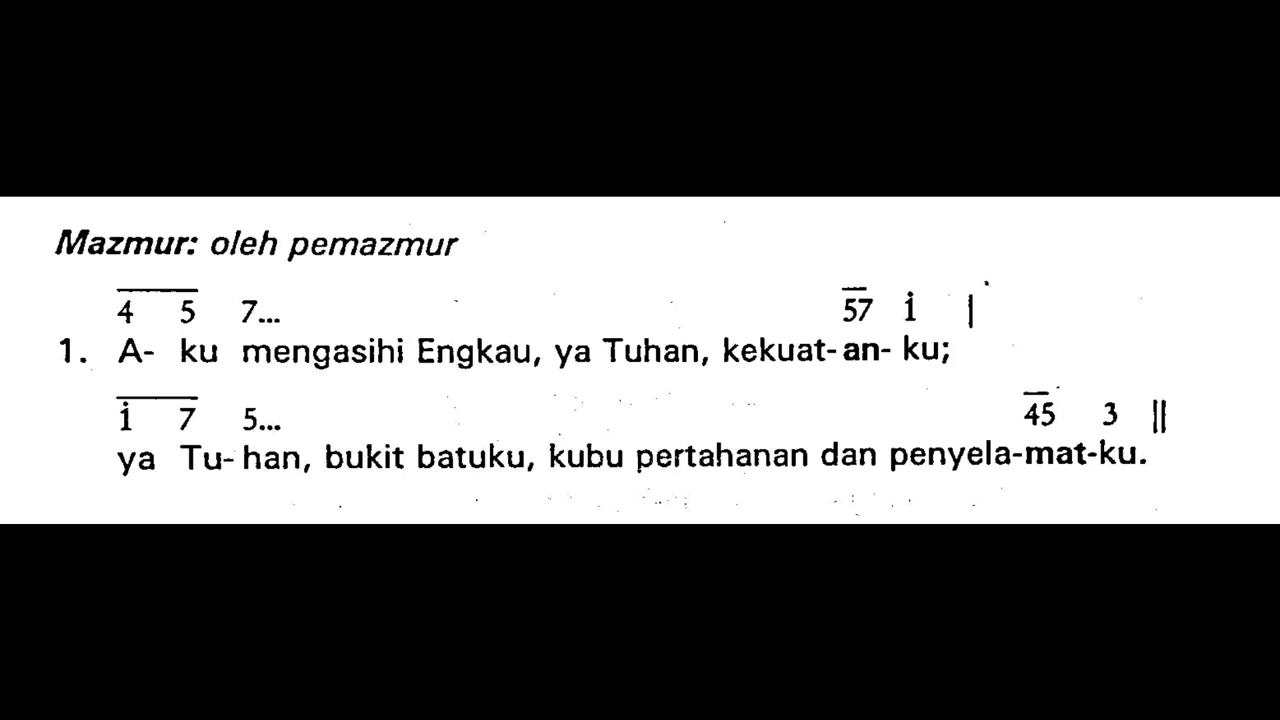 Mazmur: oleh pemazmur
4 5 7... 57 i |
1. A- ku mengasihi Engkau, ya Tuhan, kekuat-an- ku;
i 7 5... 45 3 ||
ya Tu- han, bukit batuku, kubu pertahanan dan penyela-mat-ku.